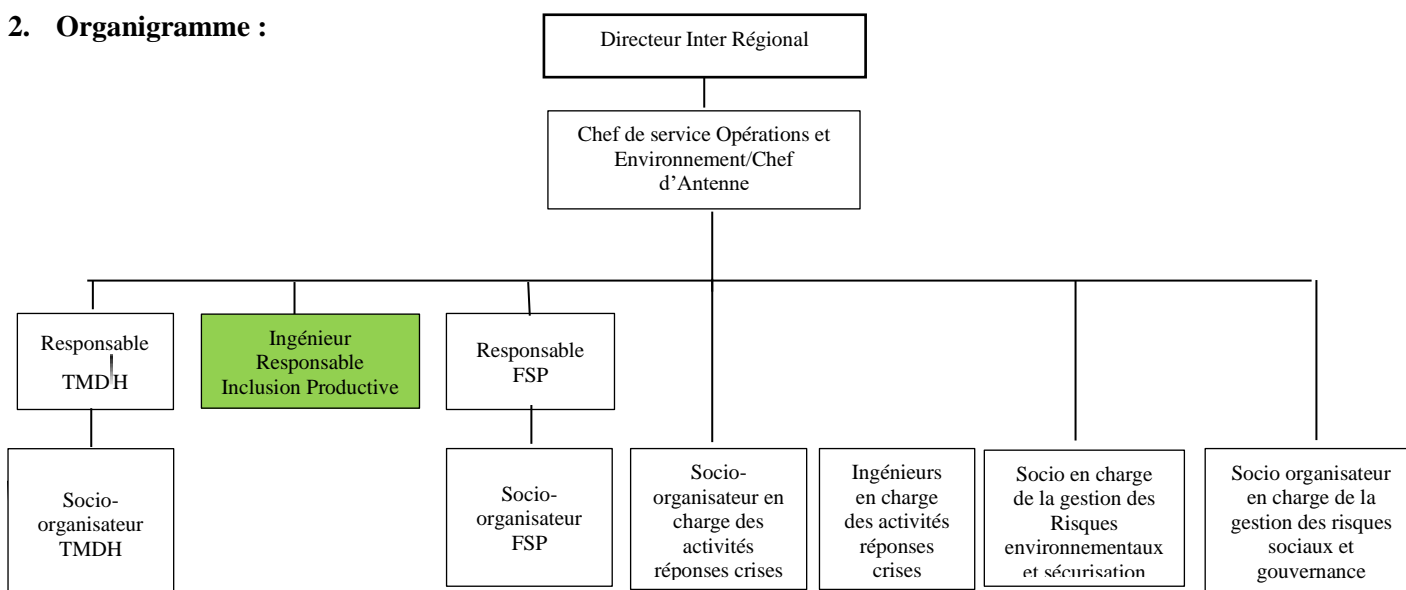 2. Organigramme :
Directeur Inter Régional
Chef de service Opérations et
Environnement/Chef
d’Antenne
Responsable
TMDH
Ingénieur
Responsable
Inclusion Productive
Responsable
FSP
Socio-
organisateur
TMDH
Socio-
organisateur
FSP
Socio-
organisateur en
charge des
activités
réponses crises
Ingénieurs
en charge
des activités
réponses
crises
Socio en charge
de la gestion des
Risques
environnementaux
et sécurisation
Socio organisateur
en charge de la
gestion des risques
sociaux et
gouvernance